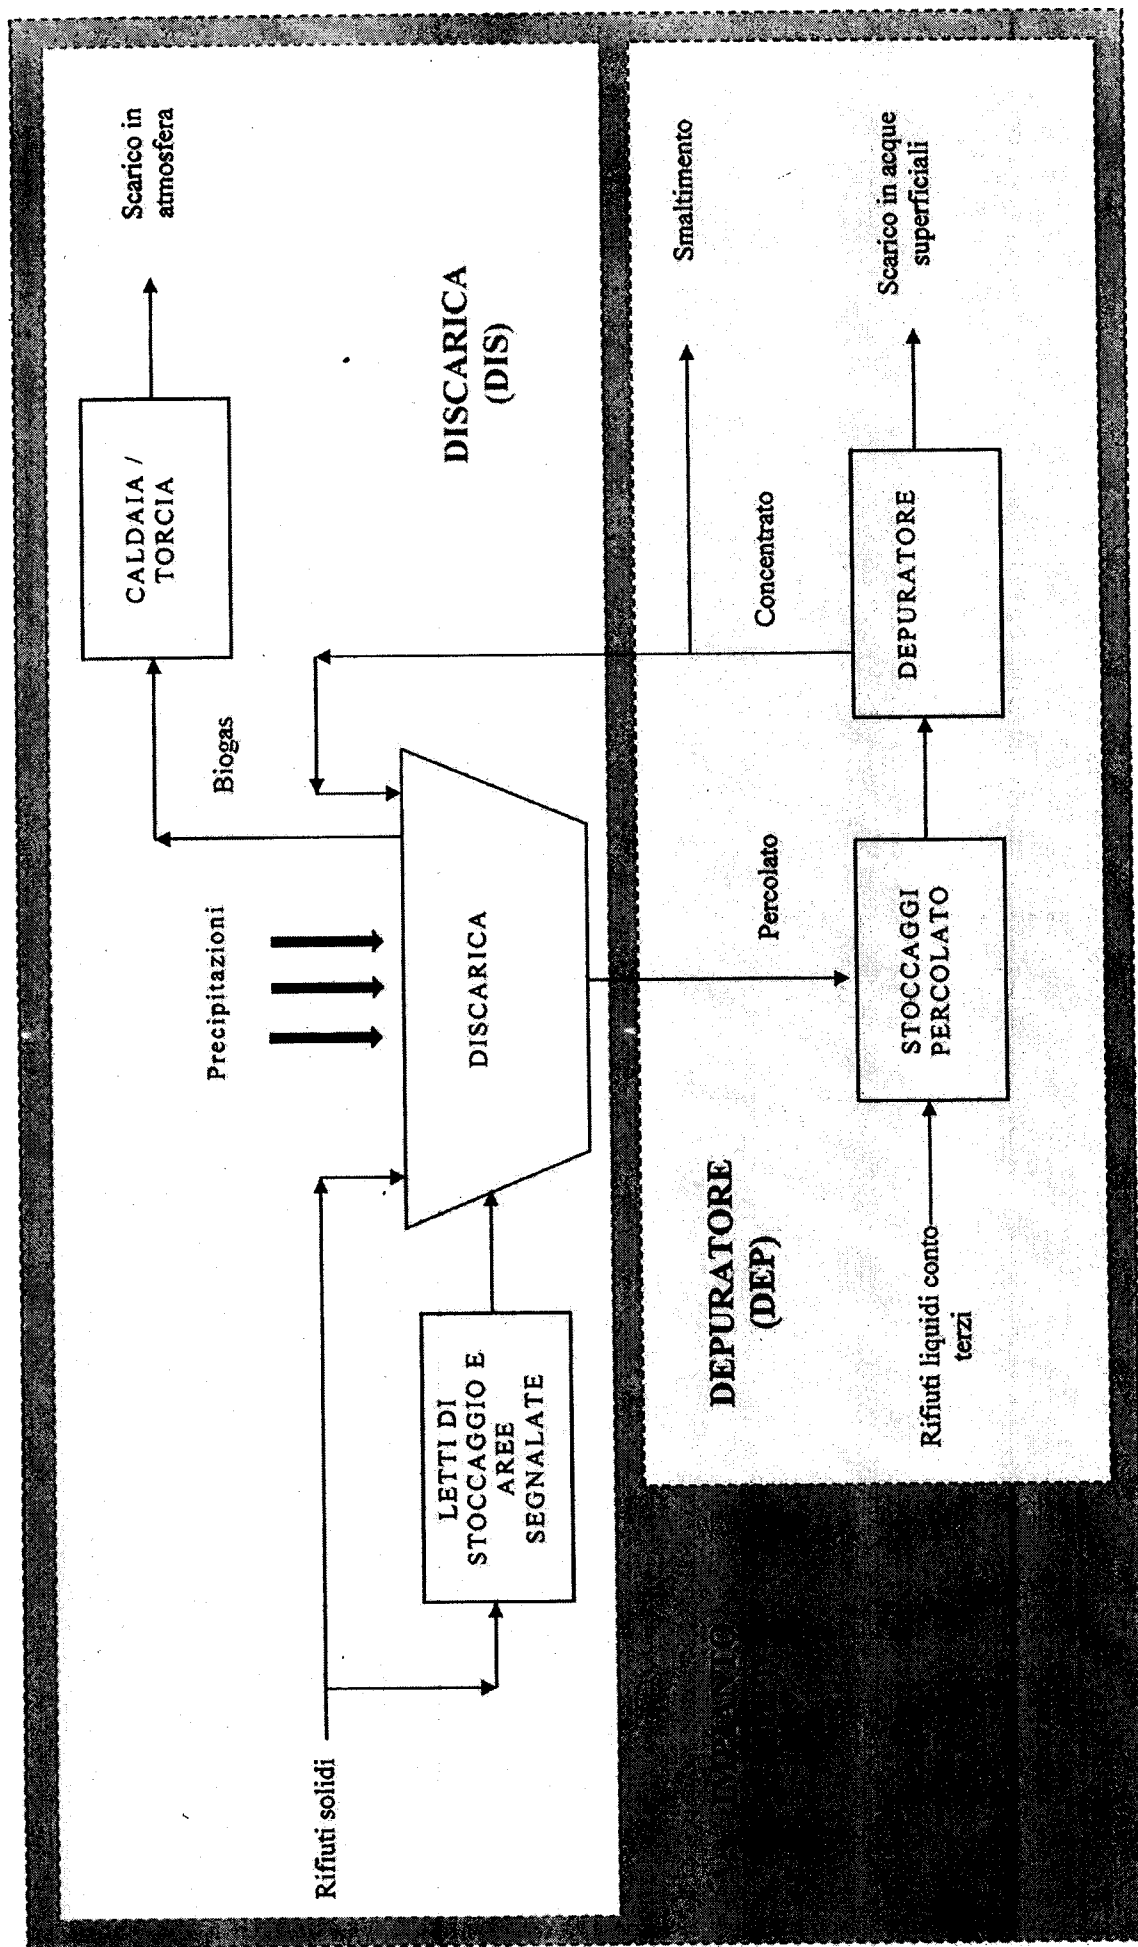 Scarico in
atmosfera
CALDAIA /
TORCIA
Biogas
Precipitazioni
DISCARICA
(DIS)
DISCARICA
Rifiuti solidi
LETTI DI
STOCCAGGIO E
AREE
SEGNALATE
Smaltimento
Concentrato
Percolato
DEPURATORE
(DEP)
Scarico in acque
superficiali
DEPURATORE
STOCCAGGI
PERCOLATO
Rifiuti liquidi conto
terzi